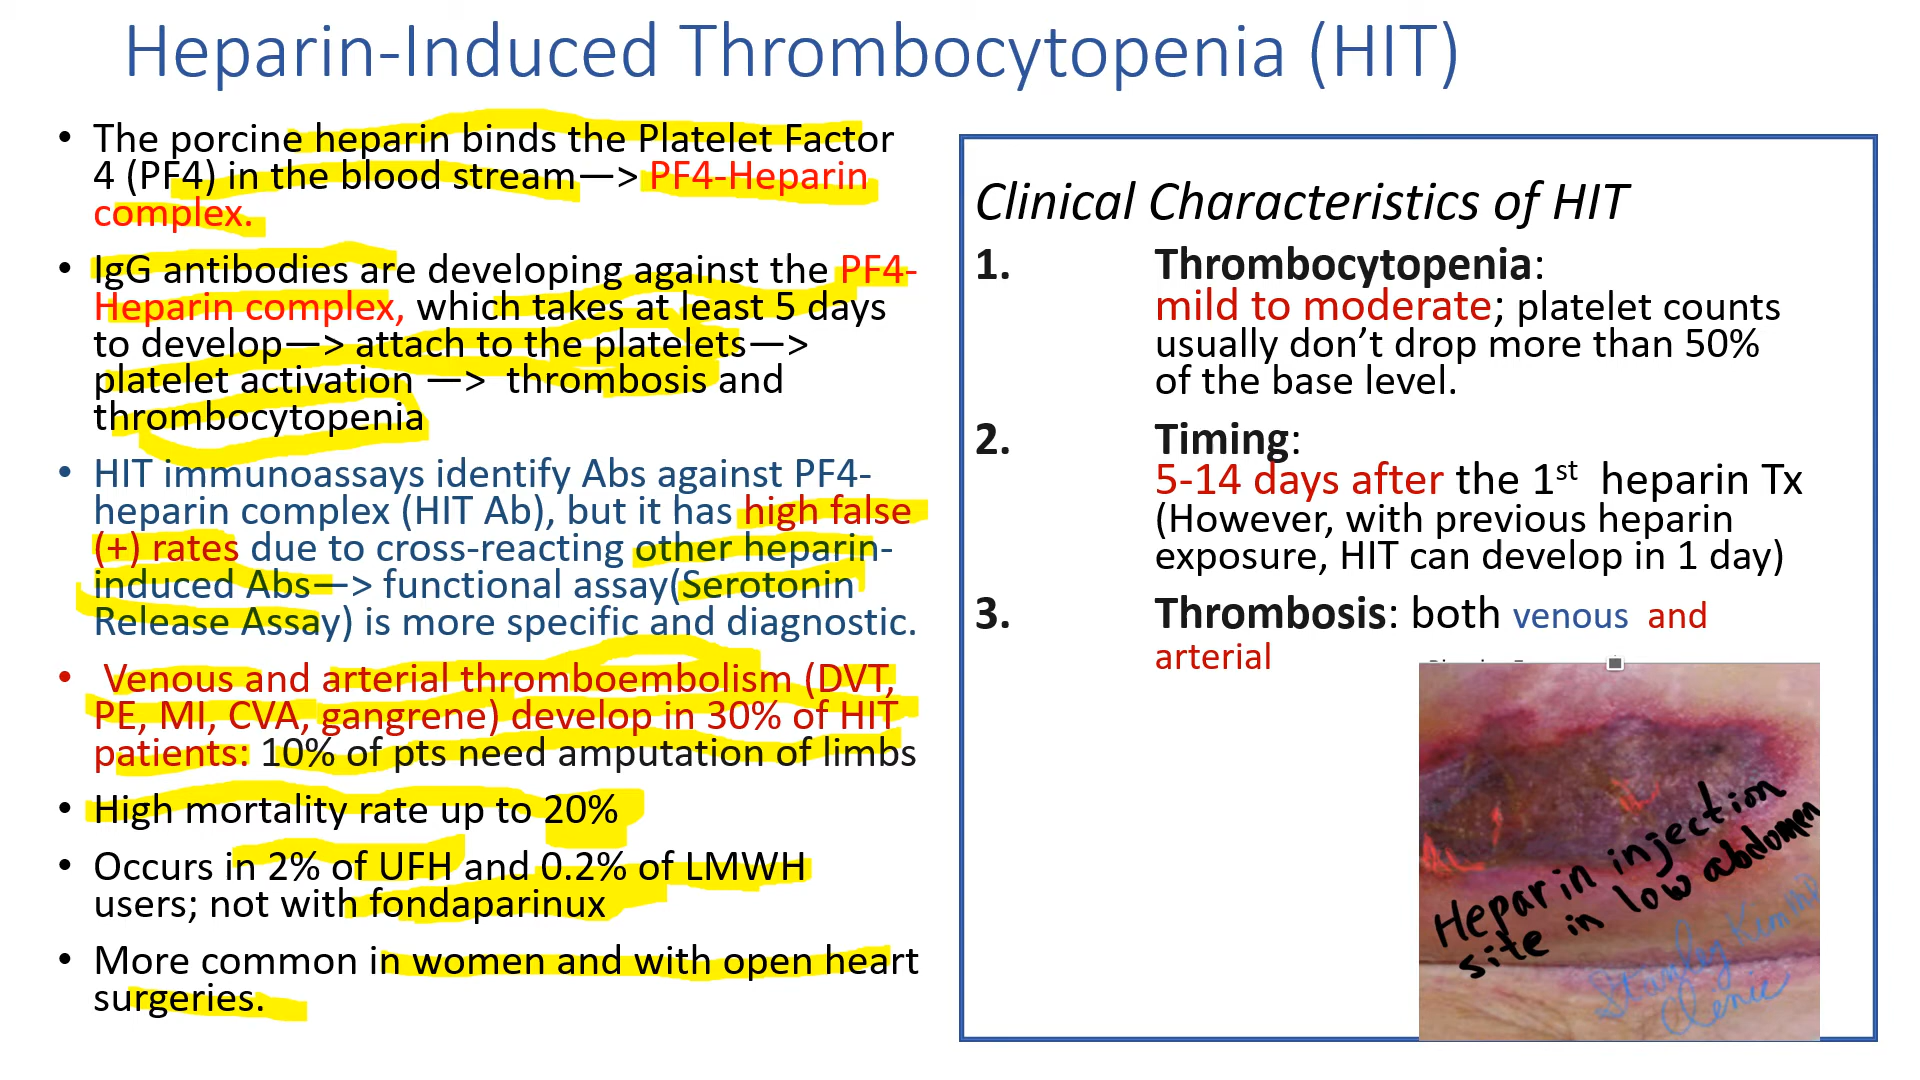 Heparin-Induced Thrombocytopenia (HIT)
• The porcine heparin binds the Platelet Factor
4 (PF4) in the blood stream—> PF4-Heparin
complex.
• IgG antibodies are developing against the PF4-
Heparin complex, which takes at least 5 days
to develop—> attach to the platelets—>
platelet activation —> thrombosis and
thrombocytopenia
• HIT immunoassays identify Abs against PF4-
heparin complex (HIT Ab), but it has high false
(+) rates due to cross-reacting other heparin-
induced Abs—> functional assay(Serotonin
Release Assay) is more specific and diagnostic.
• Venous and arterial thromboembolism (DVT,
PE, MI, CVA, gangrene) develop in 30% of HIT
patients: 10% of pts need amputation of limbs
• High mortality rate up to 20%
• Occurs in 2% of UFH and 0.2% of LMWH
users; not with fondaparinux
• More common in women and with open heart
surgeries.
Clinical Characteristics of HIT
1. Thrombocytopenia:
mild to moderate; platelet counts
usually don’t drop more than 50%
of the base level.
2. Timing:
5-14 days after the 1st heparin Tx
(However, with previous heparin
exposure, HIT can develop in 1 day)
3. Thrombosis: both venous and
arterial
Heparin injection
site in low abdomen
Stanley Kim MD
Clinic